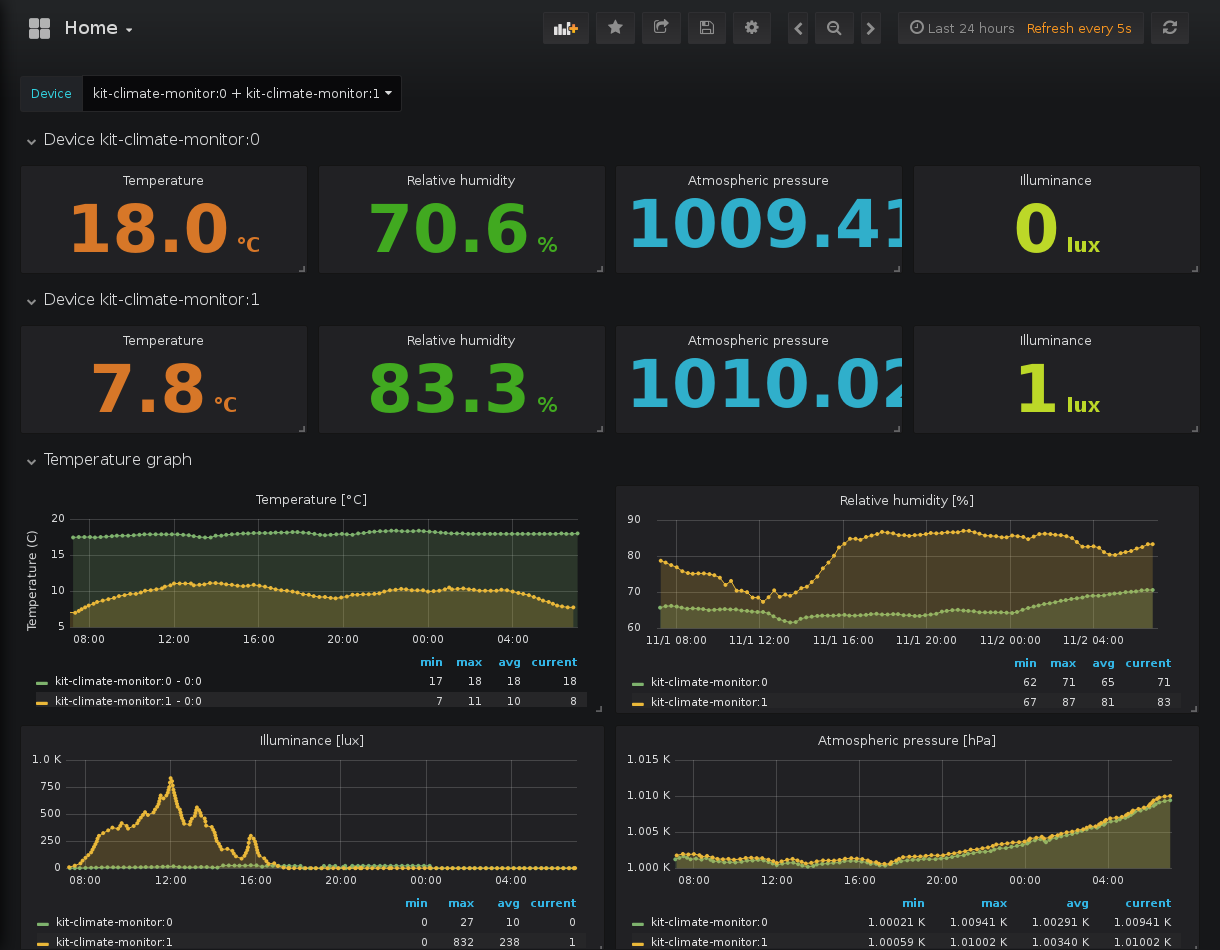 Home
Last 24 hours Refresh every 5s
Device kit-climate-monitor:0 + kit-climate-monitor:1
Device kit-climate-monitor:0
Temperature Relative humidity Atmospheric pressure Illuminance
18.0 °C 70.6 % 1009.41 0 lux
Device kit-climate-monitor:1
Temperature Relative humidity Atmospheric pressure Illuminance
7.8 °C 83.3 % 1010.02 1 lux
Temperature graph
Temperature [°C]
Temperature (C)
20
15
10
5
08:00 12:00 16:00 20:00 00:00 04:00
min max avg current
kit-climate-monitor:0 - 0:0 17 18 18 18
kit-climate-monitor:1 - 0:0 7 11 10 8
Relative humidity [%]
90
80
70
60
11/1 08:00 11/1 12:00 11/1 16:00 11/1 20:00 11/2 00:00 11/2 04:00
min max avg current
kit-climate-monitor:0 62 71 65 71
kit-climate-monitor:1 67 87 81 83
Illuminance [lux]
1.0 K
750
500
250
0
08:00 12:00 16:00 20:00 00:00 04:00
min max avg current
kit-climate-monitor:0 0 27 10 0
kit-climate-monitor:1 0 832 238 1
Atmospheric pressure [hPa]
1.015 K
1.010 K
1.005 K
1.000 K
08:00 12:00 16:00 20:00 00:00 04:00
min max avg current
kit-climate-monitor:0 1.00021 K 1.00941 K 1.00291 K 1.00941 K
kit-climate-monitor:1 1.00059 K 1.01002 K 1.00340 K 1.01002 K